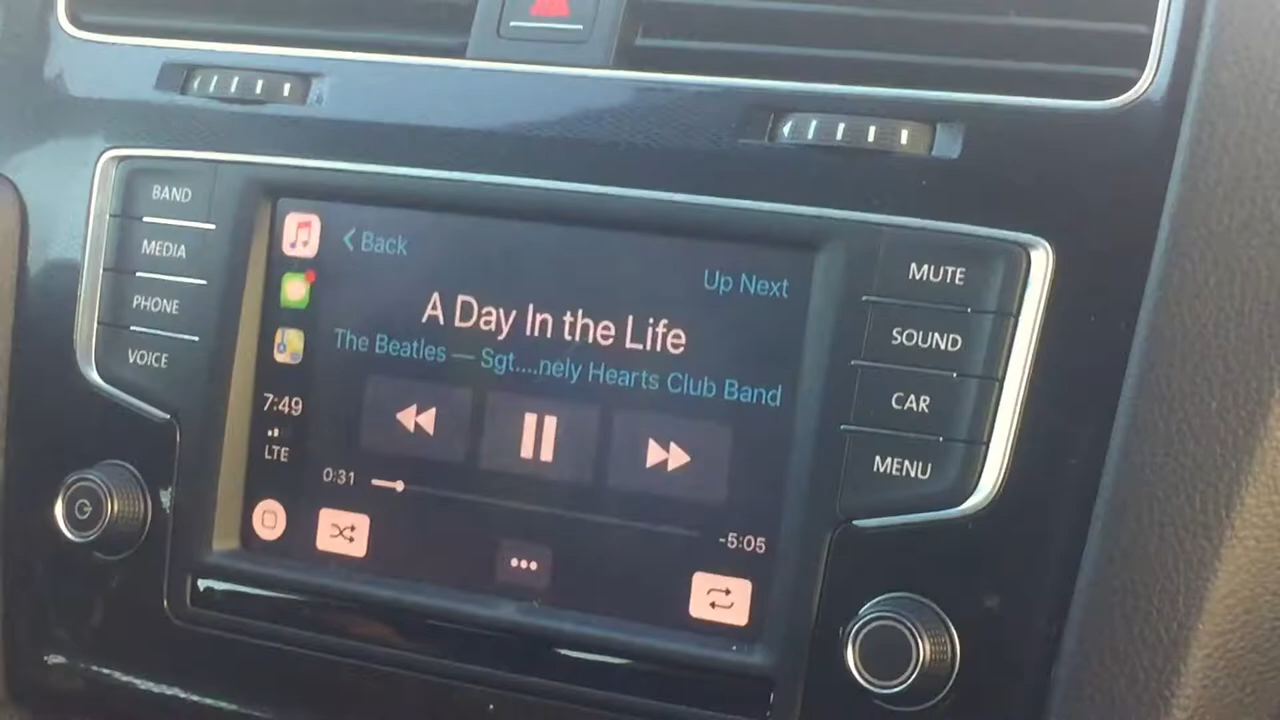 BAND
MEDIA
PHONE
VOICE
Back
Up Next
A Day In the Life
The Beatles — Sgt....nely Hearts Club Band
7:49
LTE
0:31
-5:05
MUTE
SOUND
CAR
MENU